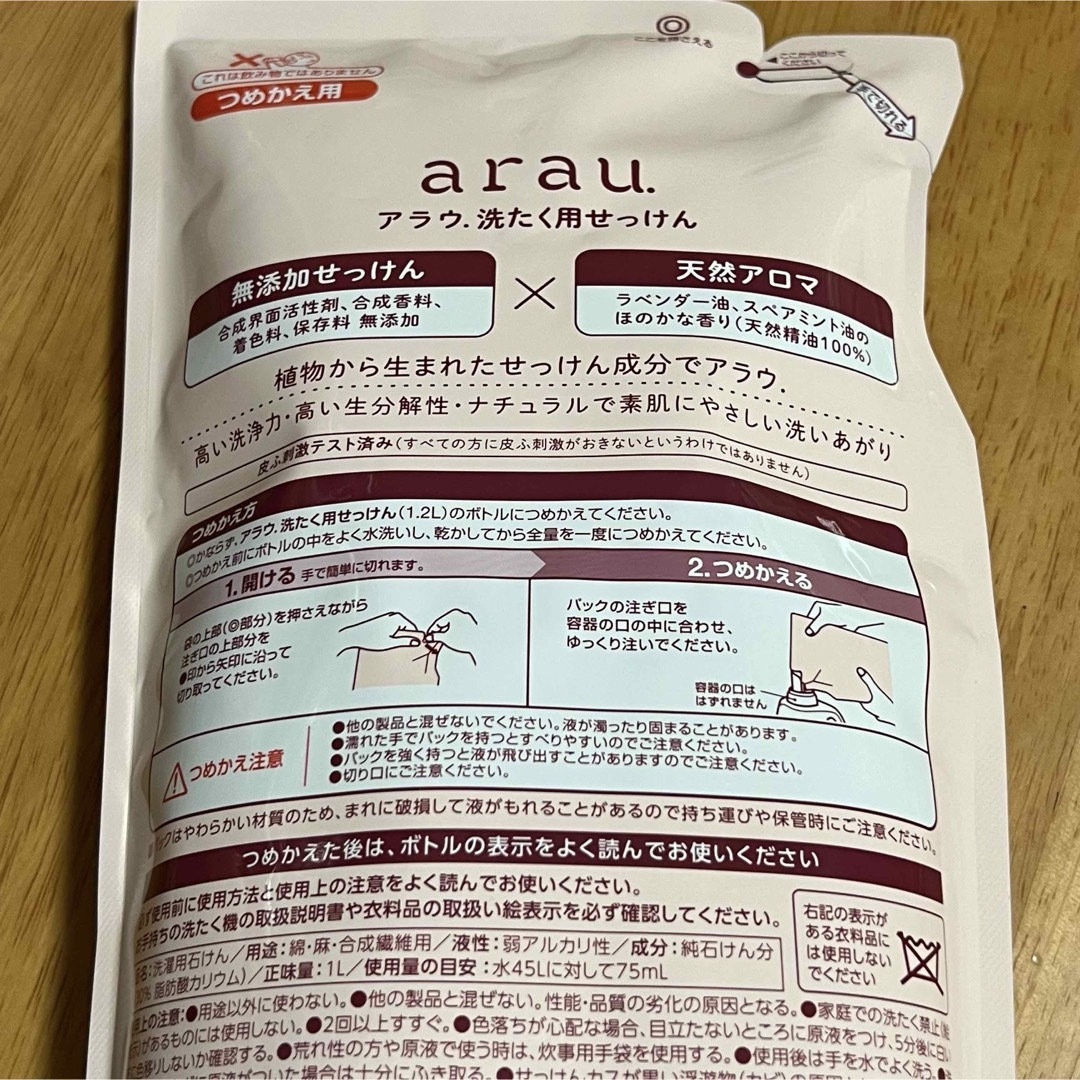 ここを押さえる
ここから切って
ください
まで切れる
これは飲み物ではありません
つめかえ用
arau.
アラウ.洗たく用せっけん
無添加せっけん
合成界面活性剤、合成香料、
着色料、保存料 無添加
×
天然アロマ
ラベンダー油、スペアミント油の
ほのかな香り(天然精油100%)
植物から生まれたせっけん成分でアラウ.
高い洗浄力・高い生分解性・ナチュラルで素肌にやさしい洗いあがり
皮ふ刺激テスト済み(すべての方に皮ふ刺激がおきないというわけではありません)
つめかえ方
◎かならず、アラウ.洗たく用せっけん(1.2L)のボトルにつめかえてください。
◎つめかえ前にボトルの中をよく水洗いし、乾かしてから全量を一度につめかえてください。
1.開ける 手で簡単に切れます。
袋の上部(◎部分)を押さえながら
注ぎ口の上部分を
●印から矢印に沿って
切り取ってください。
2.つめかえる
パックの注ぎ口を
容器の口の中に合わせ、
ゆっくり注いでください。
容器の口は
はずれません
つめかえ注意
●他の製品と混ぜないでください。液が濁ったり固まることがあります。
●濡れた手でパックを持つとすべりやすいのでご注意ください。
●パックを強く持つと液が飛び出すことがありますのでご注意ください。
●切り口にご注意ください。
パックはやわらかい材質のため、まれに破損して液がもれることがあるので持ち運びや保管時にご注意ください。
つめかえた後は、ボトルの表示をよく読んでお使いください
必ず使用前に使用方法と使用上の注意をよく読んでお使いください。
お手持ちの洗たく機の取扱説明書や衣料品の取扱い絵表示を必ず確認してください。
右記の表示が
ある衣料品に
は使用しない
でください
名:洗濯用石けん/用途:綿・麻・合成繊維用/液性:弱アルカリ性/成分:純石けん分
0% 脂肪酸カリウム)/正味量:1L/使用量の目安:水45Lに対して75mL
用上の注意:●用途以外に使わない。●他の製品と混ぜない。性能・品質の劣化の原因となる。●家庭での洗たく禁止
示)があるものには使用しない。●2回以上すすぐ。●色落ちが心配な場合、目立たないところに原液をつけ、5分後に白い
色移りしないか確認する。●荒れ性の方や原液で使う時は、炊事用手袋を使用する。●使用後は手を水でよく洗う。
に原液がついた場合は十分にふき取る。●せっけんカスが黒い浮遊物(カビ)の原因